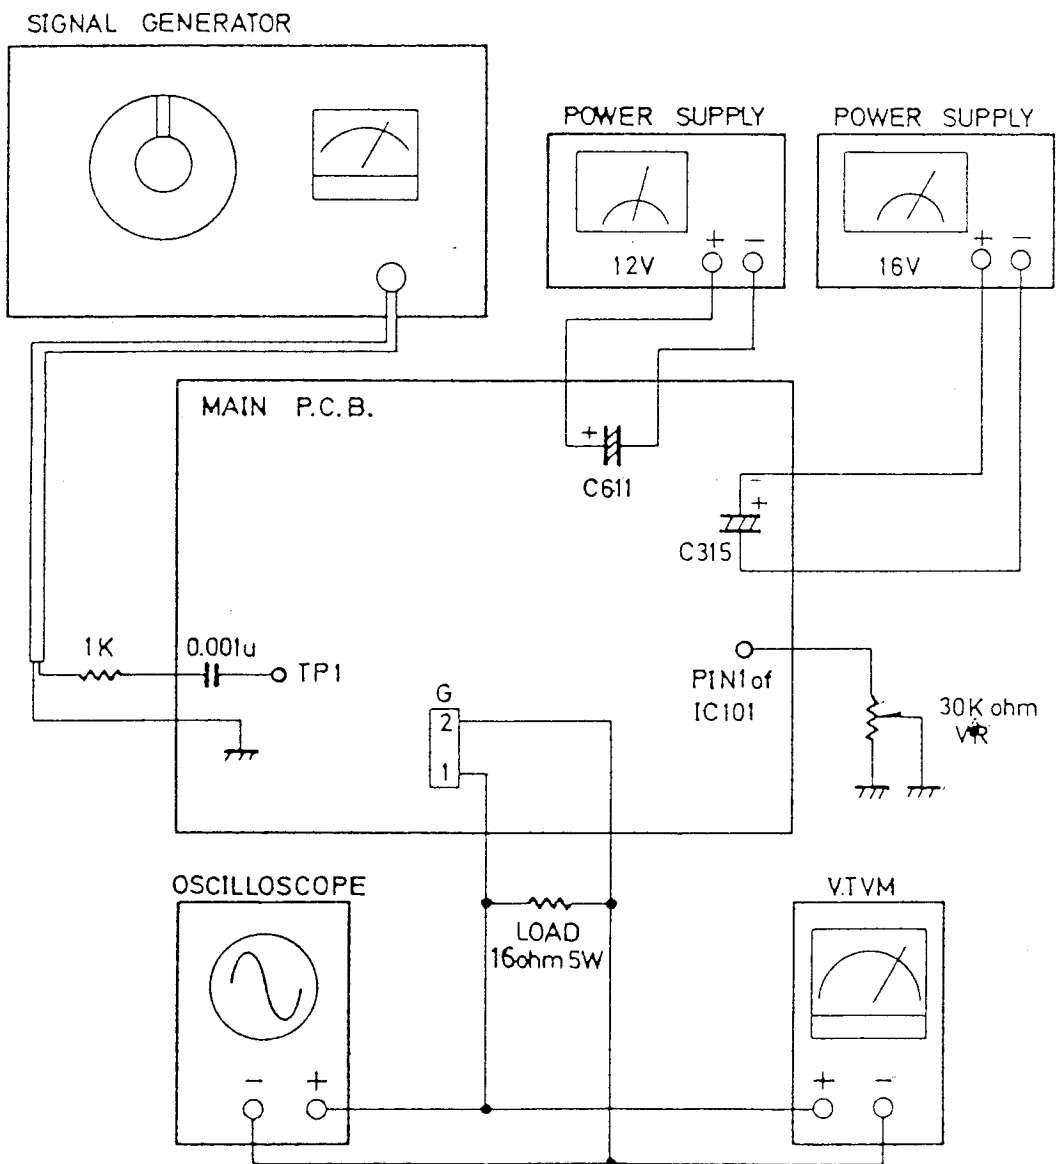 SIGNAL GENERATOR
POWER SUPPLY
POWER SUPPLY
+ −
12V
+ −
16V
MAIN P.C.B.
+
C611
−
+
C315
1K
0.001u
TP1
PIN1 of
IC101
30K ohm
VR
G
2
1
OSCILLOSCOPE
LOAD
16ohm 5W
V.TVM
− +
+ −